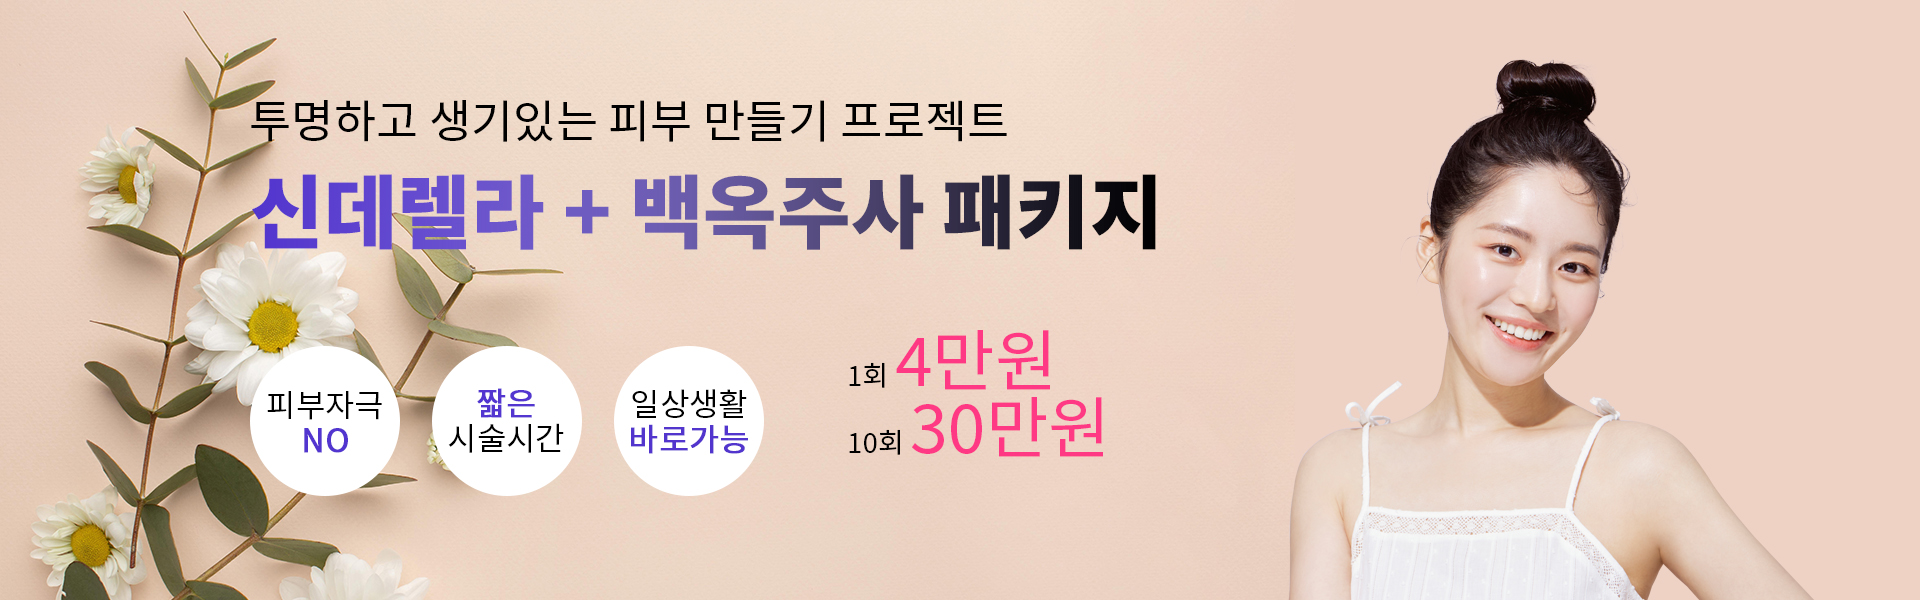 투명하고 생기있는 피부 만들기 프로젝트
신데렐라 + 백옥주사 패키지
피부자극
NO
짧은
시술시간
일상생활
바로가능
1회 4만원
10회 30만원